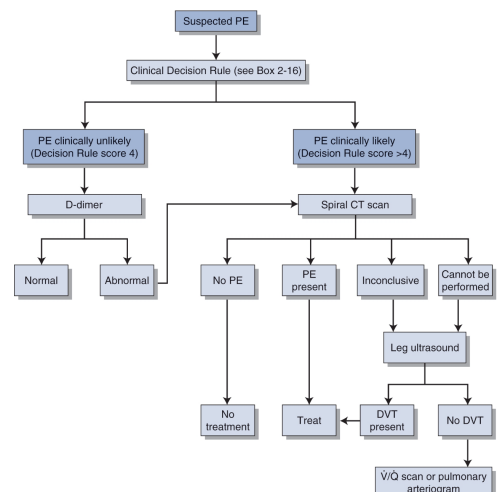 Suspected PE
Clinical Decision Rule (see Box 2-16)
PE clinically unlikely
(Decision Rule score 4)
PE clinically likely
(Decision Rule score >4)
D-dimer
Spiral CT scan
Normal
Abnormal
No PE
PE
present
Inconclusive
Cannot be
performed
Leg ultrasound
No
treatment
Treat
DVT
present
No DVT
V̇/Q̇ scan or pulmonary
arteriogram